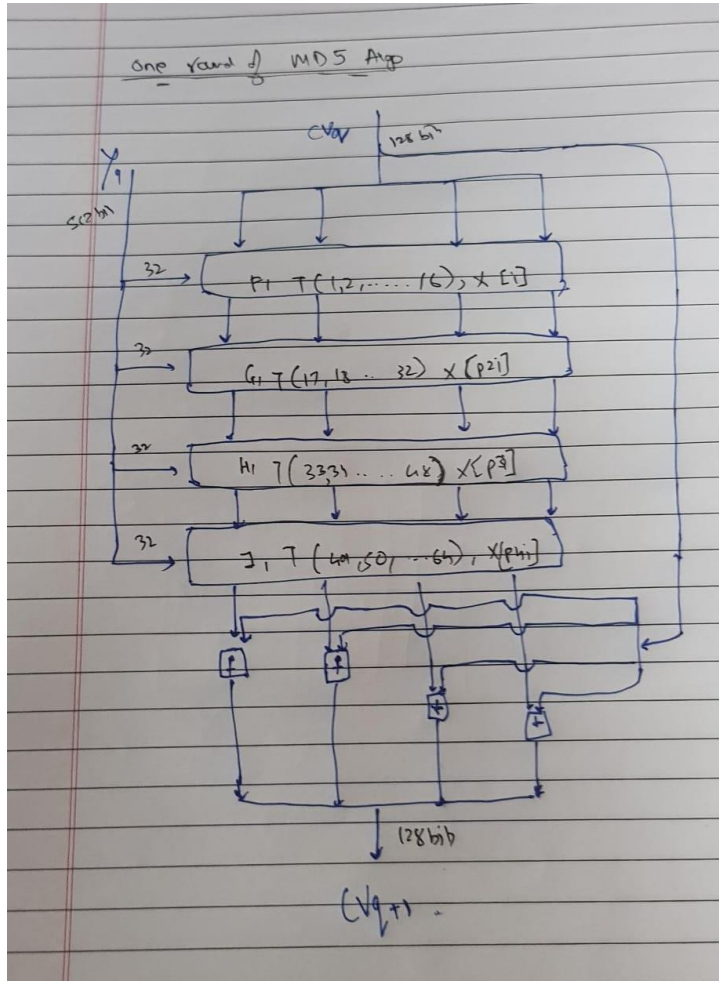 One round of MD5 Algo
CVq
128 bit
Yq
512 bit
32
F, T(1,2,......16), X[i]
32
G, T(17,18 .. 32) X[p2i]
32
H, T(33,34..... 48) X[p3i]
32
I, T(49,50, ...64), X[p4i]
+ +
+
+
128 bit
CVq+1.